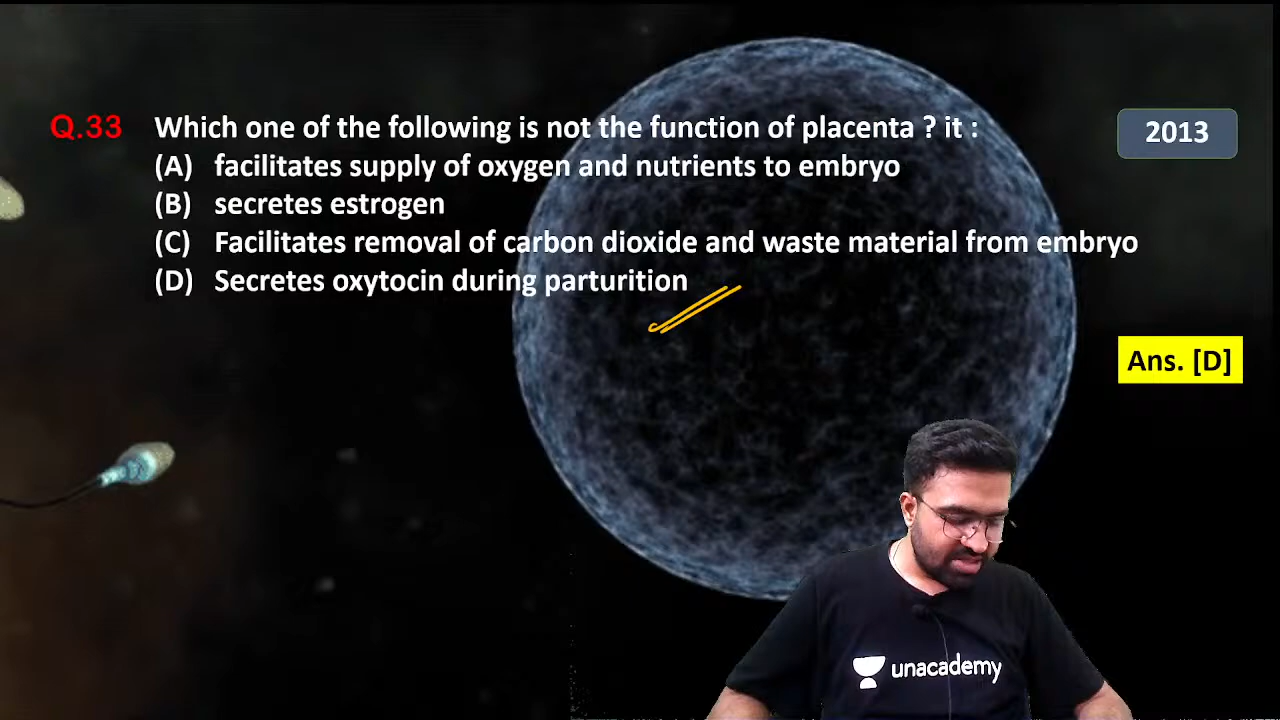 Q.33 Which one of the following is not the function of placenta ? it :
2013
(A) facilitates supply of oxygen and nutrients to embryo
(B) secretes estrogen
(C) Facilitates removal of carbon dioxide and waste material from embryo
(D) Secretes oxytocin during parturition
Ans. [D]
unacademy